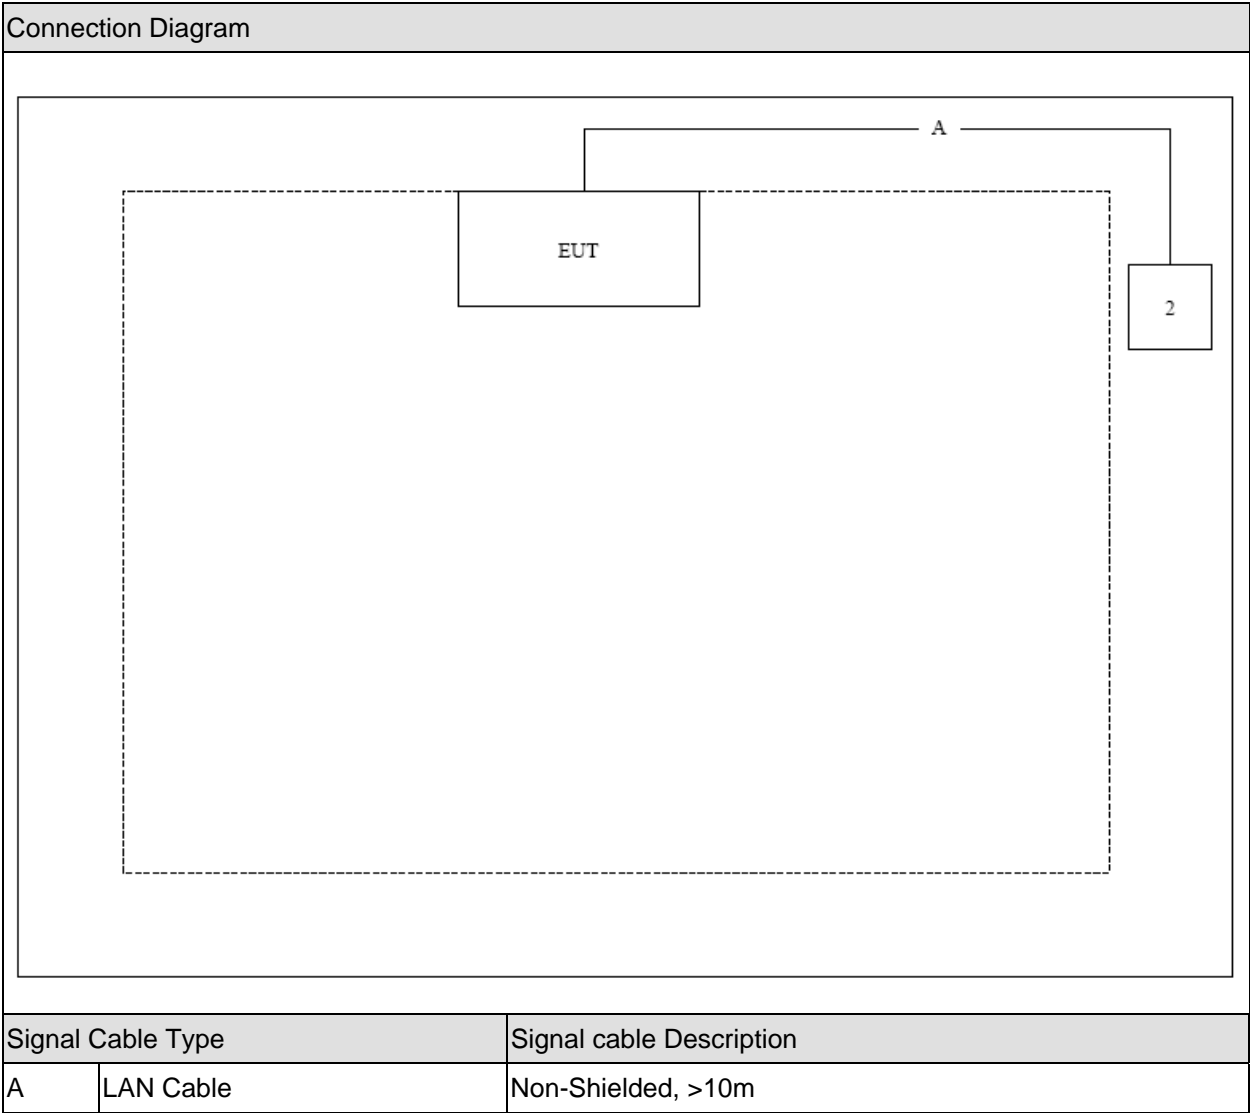 Connection Diagram
A
EUT
2
Signal Cable Type Signal cable Description
A LAN Cable Non-Shielded, >10m